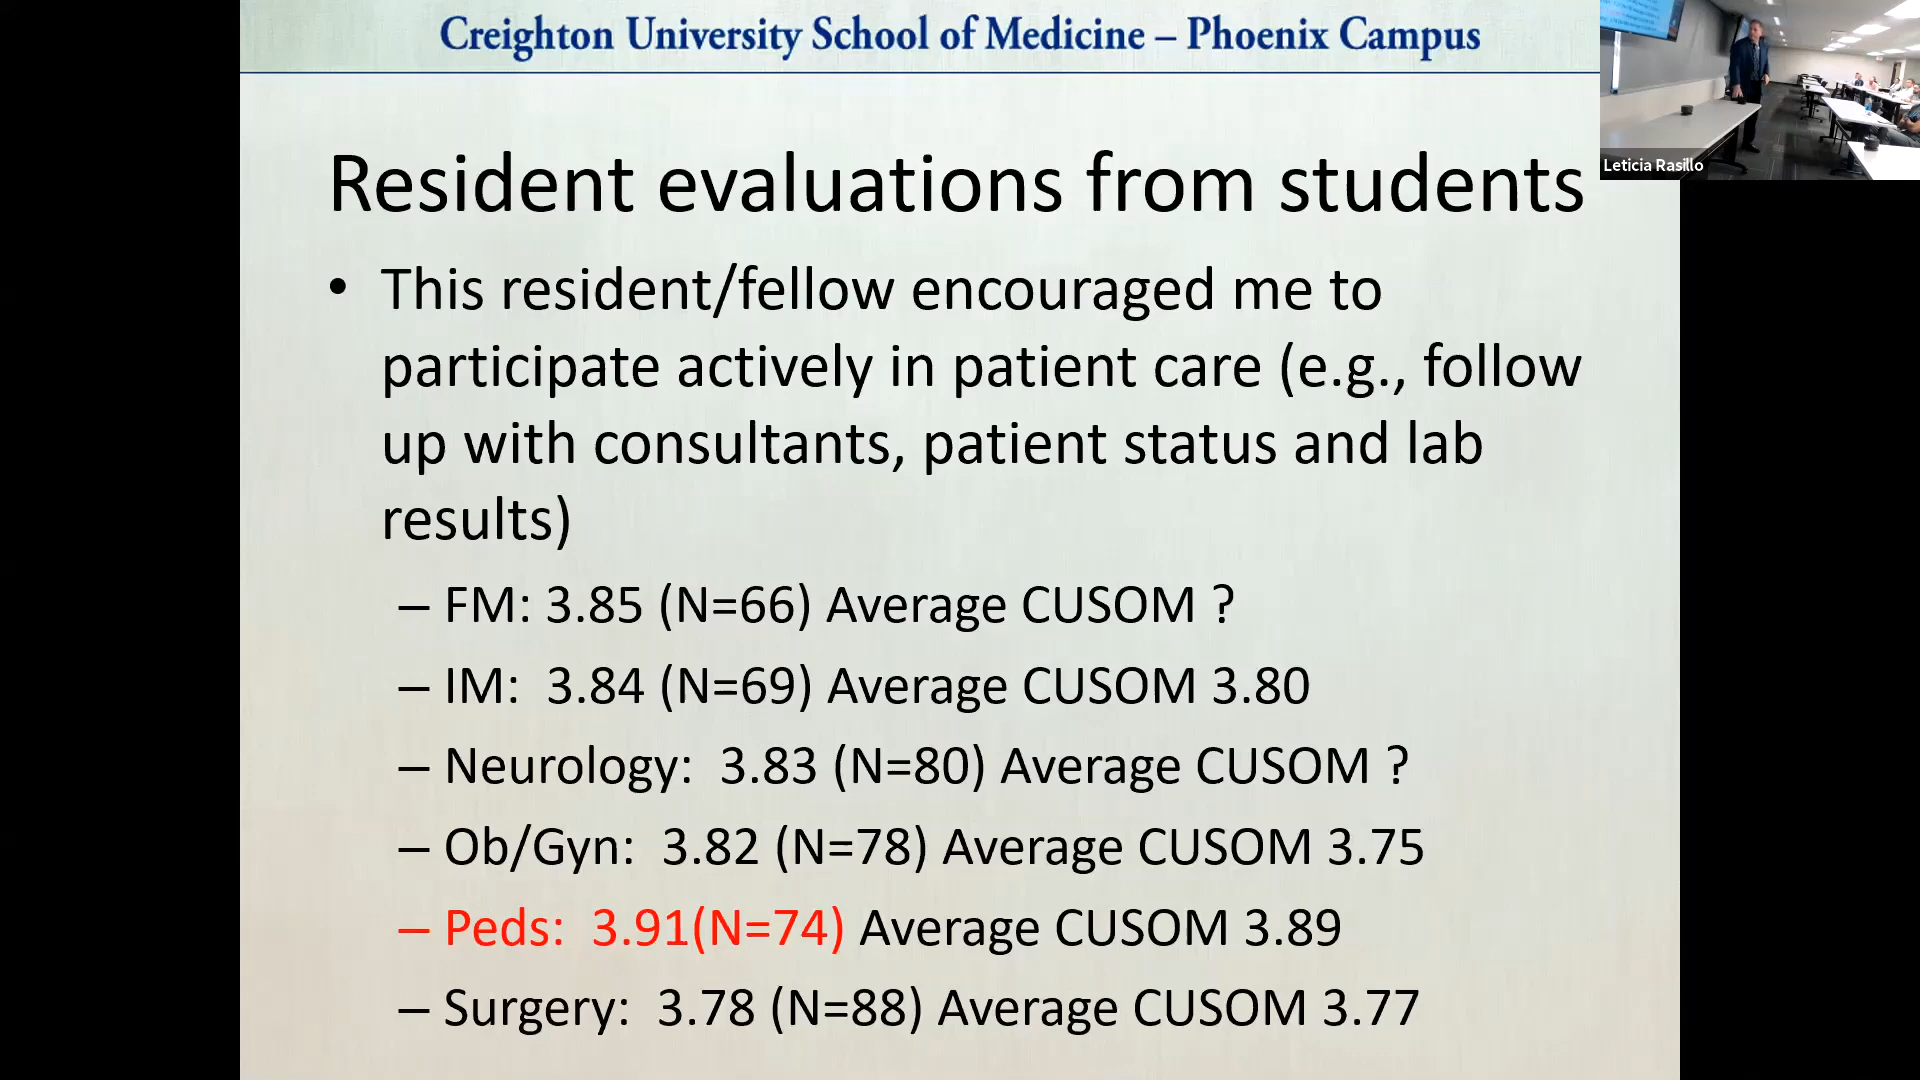 Creighton University School of Medicine – Phoenix Campus
Leticia Rasillo
Resident evaluations from students
• This resident/fellow encouraged me to
participate actively in patient care (e.g., follow
up with consultants, patient status and lab
results)
– FM: 3.85 (N=66) Average CUSOM ?
– IM: 3.84 (N=69) Average CUSOM 3.80
– Neurology: 3.83 (N=80) Average CUSOM ?
– Ob/Gyn: 3.82 (N=78) Average CUSOM 3.75
– Peds: 3.91(N=74) Average CUSOM 3.89
– Surgery: 3.78 (N=88) Average CUSOM 3.77